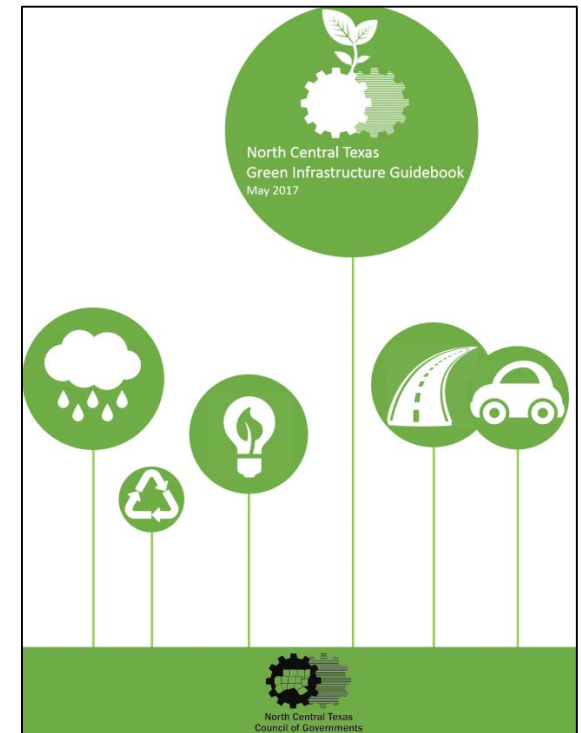 North Central Texas
Green Infrastructure Guidebook
May 2017
North Central Texas
Council of Governments